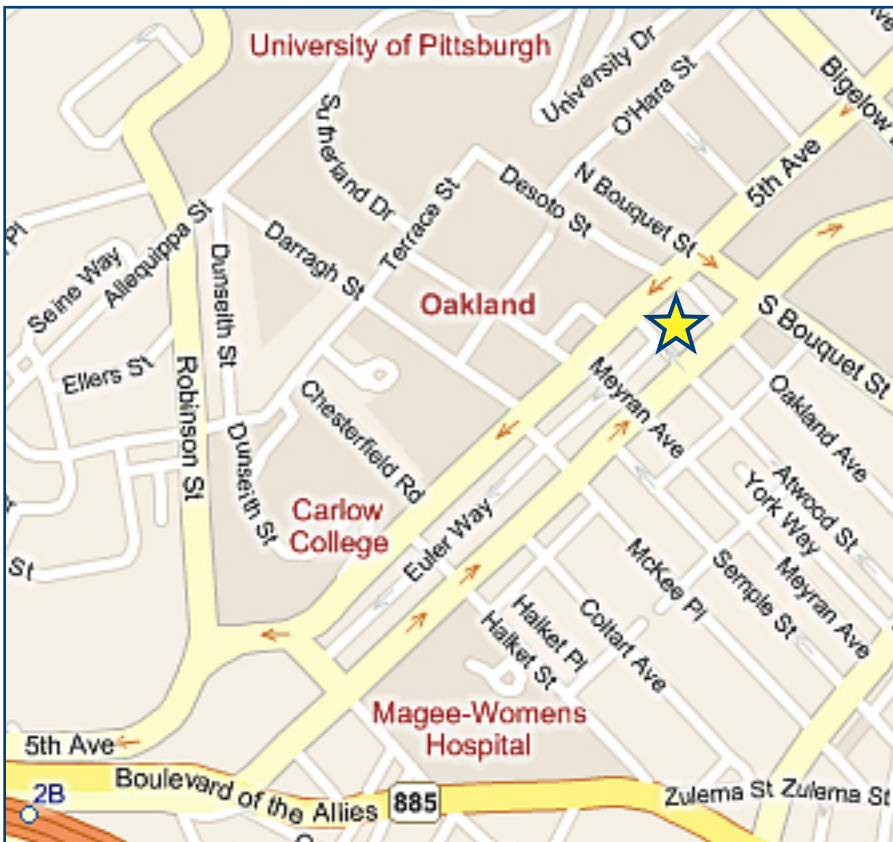 University of Pittsburgh
University Dr
O'Hara St
Bigelow
5th Ave
Sutherland Dr
Terrace St
Desoto St
N Bouquet St
Pl
Allequippa St
Seine Way
Darragh St
Dunseith St
Oakland
S Bouquet St
Ellers St
Robinson St
Chesterfield Rd
Meyran Ave
Oakland Ave
Dunseith St
Carlow
College
Euler Way
Atwood St
York Way
Meyran Ave
Semple St
McKee Pl
St
Coltart Ave
Halket Pl
Halket St
Magee-Womens
Hospital
5th Ave
2B
Boulevard of the Allies
885
Zulema St
Zulema St